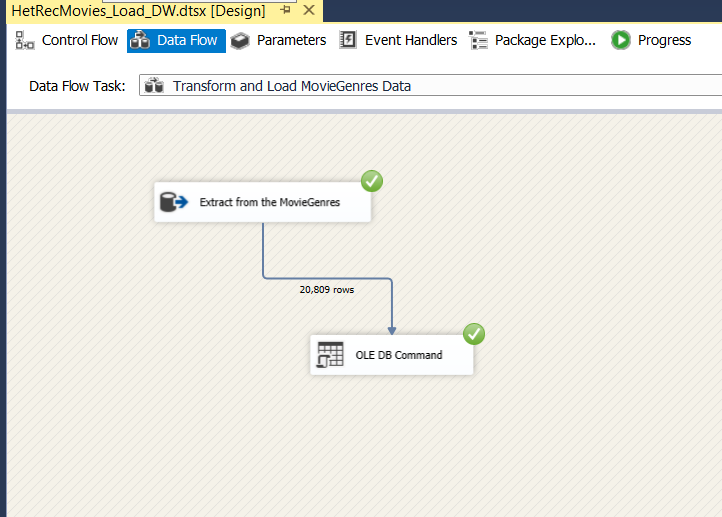 HetRecMovies_Load_DW.dtsx [Design]
Control Flow Data Flow Parameters Event Handlers Package Explo... Progress
Data Flow Task: Transform and Load MovieGenres Data
Extract from the MovieGenres
20,809 rows
OLE DB Command